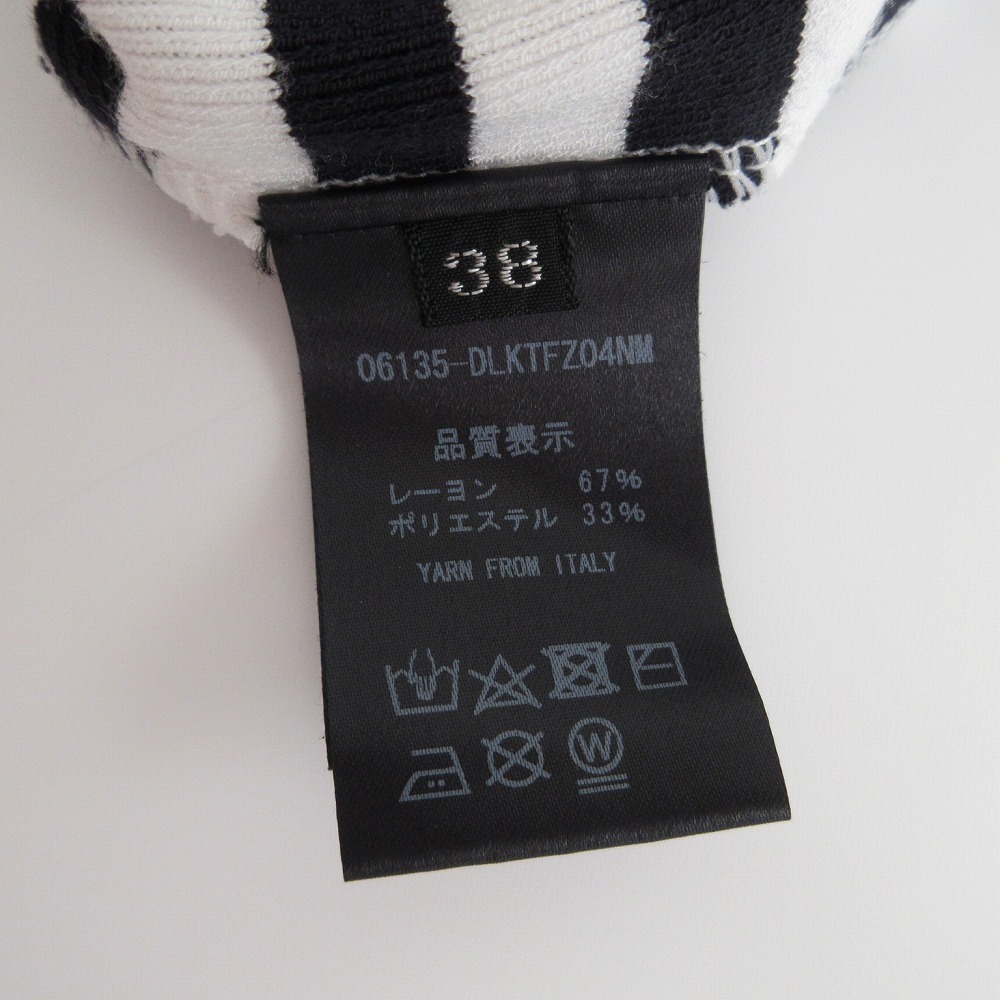 38
06135-DLKTFZ04NM
品質表示
レーヨン 67%
ポリエステル 33%
YARN FROM ITALY
W